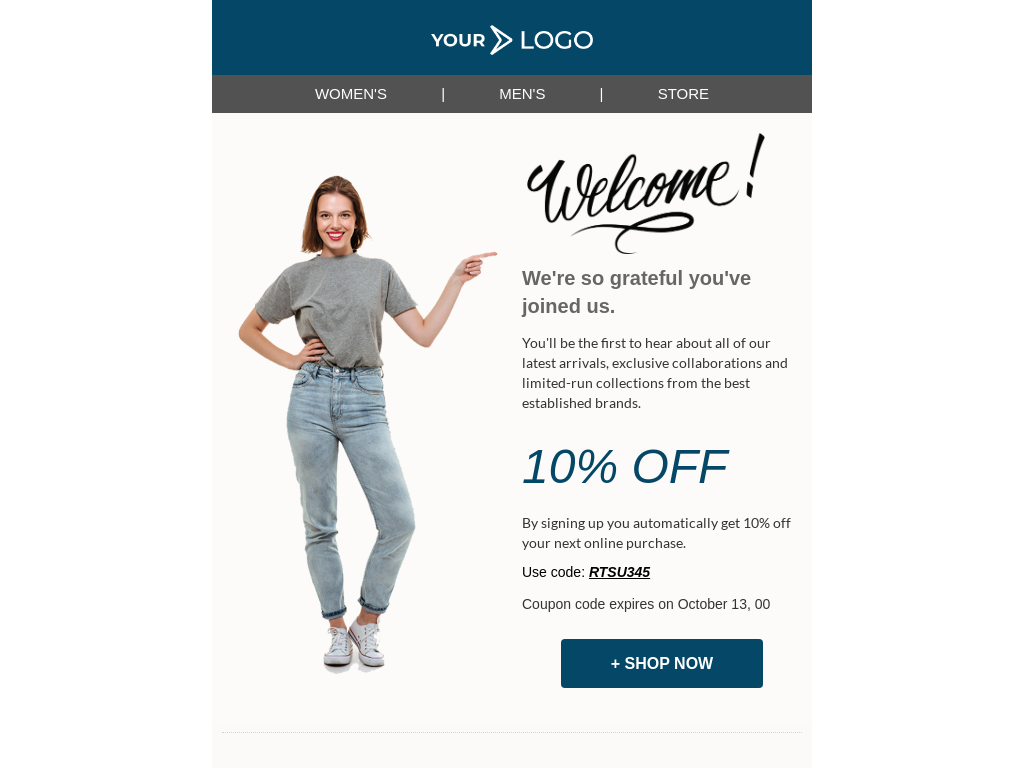 YOUR LOGO
WOMEN'S | MEN'S | STORE
Welcome!
We're so grateful you've
joined us.
You'll be the first to hear about all of our
latest arrivals, exclusive collaborations and
limited-run collections from the best
established brands.
10% OFF
By signing up you automatically get 10% off
your next online purchase.
Use code: RTSU345
Coupon code expires on October 13, 00
+ SHOP NOW